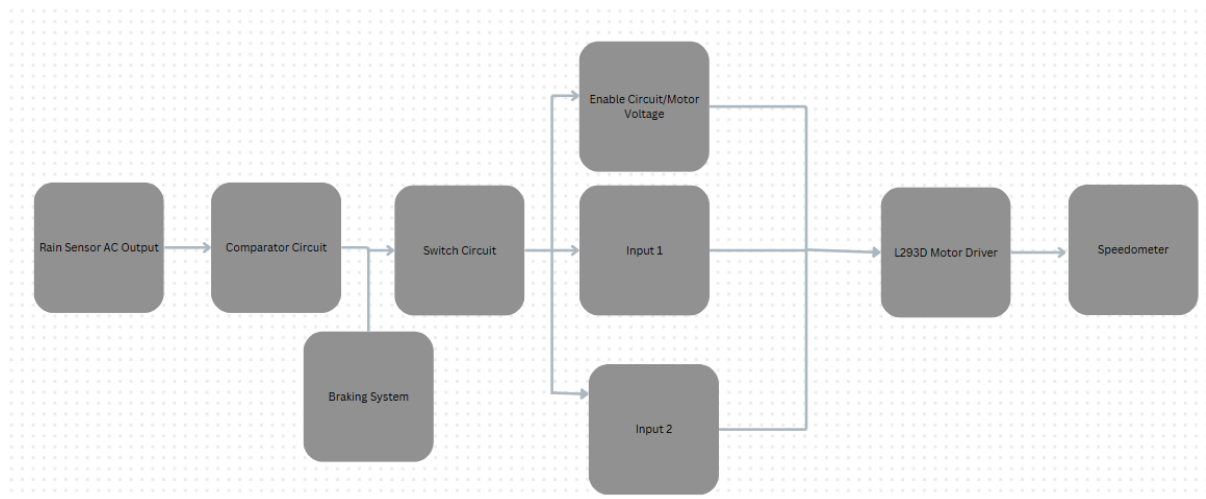 Rain Sensor AC Output
Comparator Circuit
Braking System
Switch Circuit
Enable Circuit/Motor
Voltage
Input 1
Input 2
L293D Motor Driver
Speedometer